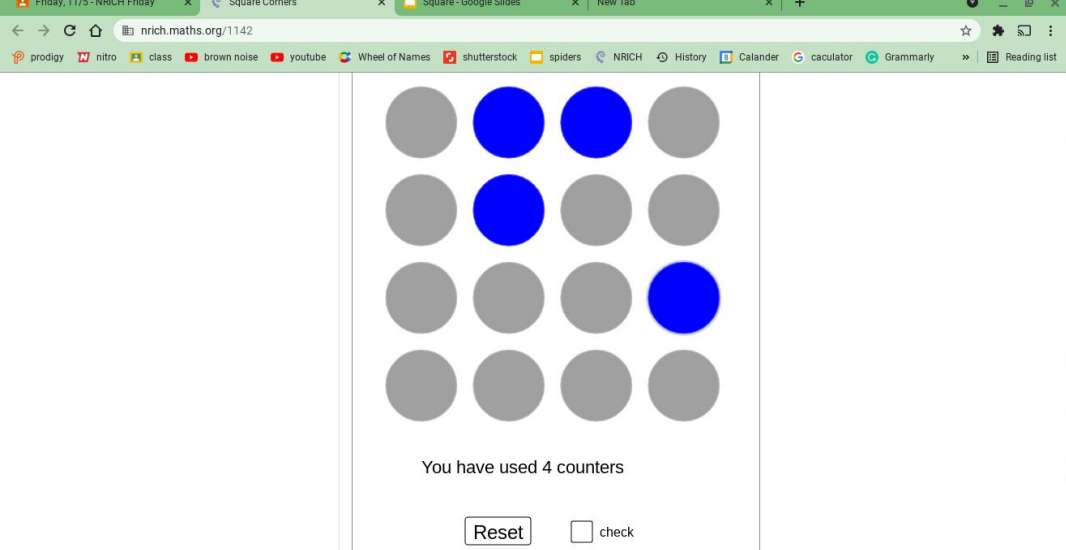 Friday, 11/5 - NRICH Friday
Square Corners
Square - Google Slides
New Tab
nrich.maths.org/1142
prodigy nitro class brown noise youtube Wheel of Names shutterstock spiders NRICH History Calander caculator Grammarly » Reading list
You have used 4 counters
Reset check